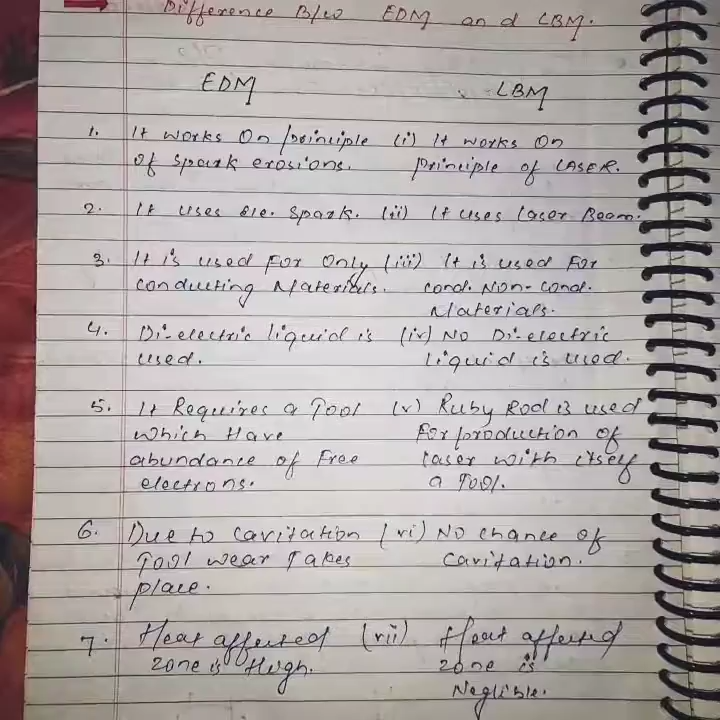 Difference B/w EDM and LBM.
EDM LBM
1. It works On principle (i) It works On
of spark erosions. principle of LASER.
2. It uses ele. spark. (ii) It uses laser Beam.
3. It is used For Only (iii) It is used For
conducting Materials. cond. Non-cond.
Materials.
4. Di-electric liquid is (iv) No Di-electric
used. liquid is used.
5. It Requires a Tool (v) Ruby Rod is used
which Have For production of
abundance of Free laser with itself
electrons. a Tool.
6. Due to cavitation (vi) No chance of
Tool wear Takes Cavitation.
place.
7. Heat affected (vii) Heat affected
zone is High. zone is
Neglible.